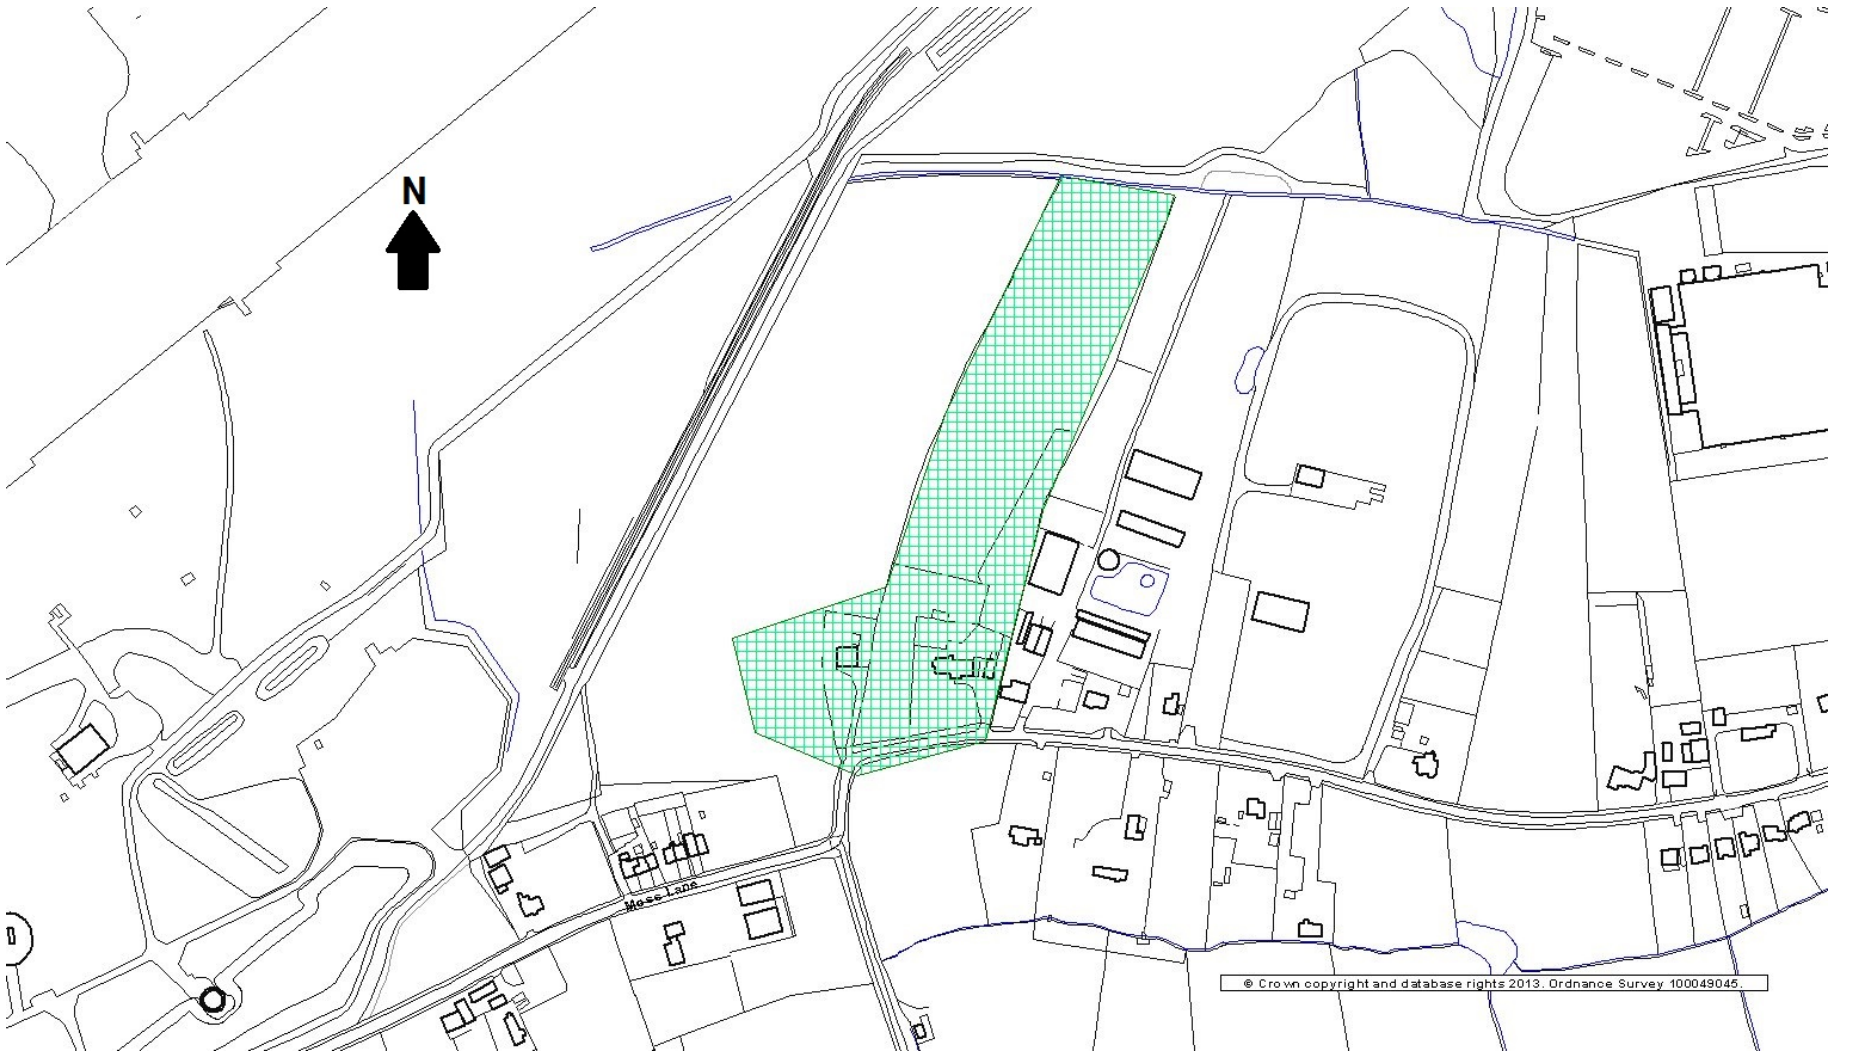 N
Moss Lane
© Crown copyright and database rights 2013. Ordnance Survey 100049045.